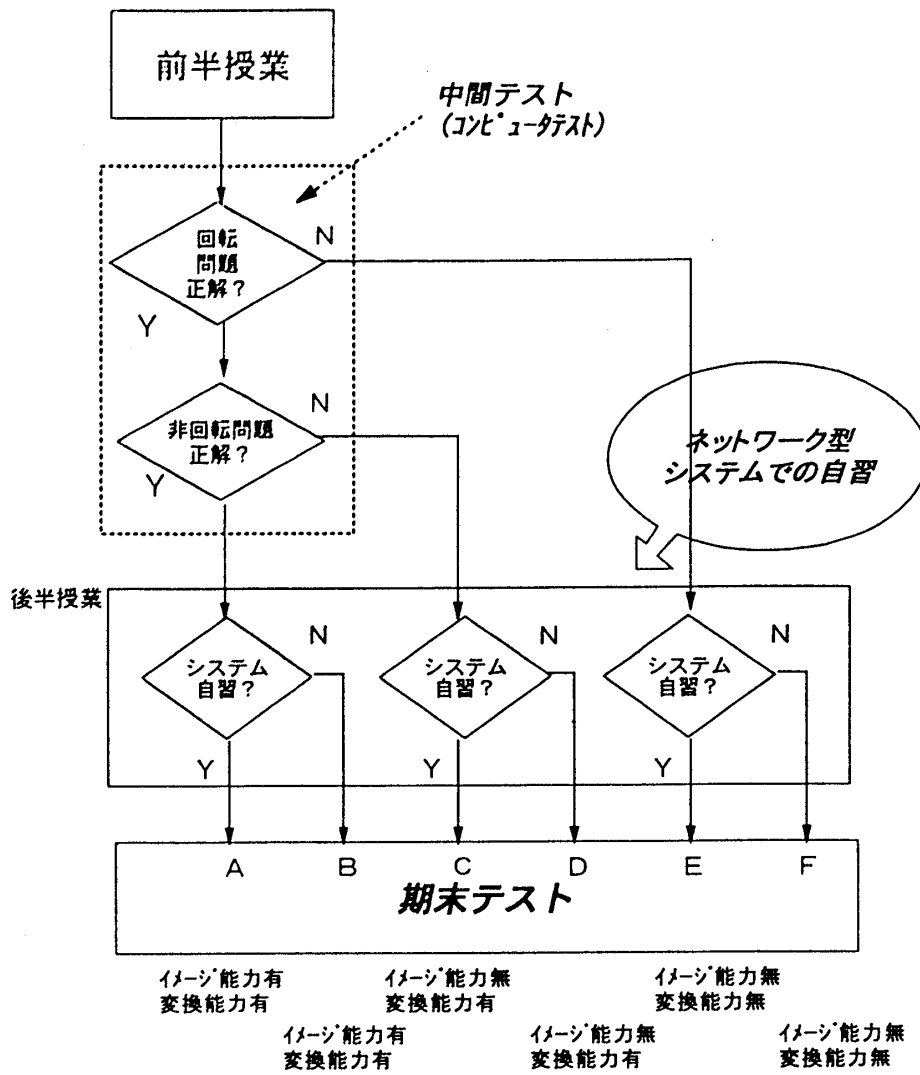 前半授業
中間テスト
(コンピュータテスト)
回転
問題
正解？
N
Y
非回転問題
正解？
N
Y
ネットワーク型
システムでの自習
後半授業
システム
自習？
N
Y
システム
自習？
N
Y
システム
自習？
N
Y
A
B
C
D
E
F
期末テスト
イメージ能力有
変換能力有
イメージ能力無
変換能力有
イメージ能力無
変換能力無
イメージ能力有
変換能力有
イメージ能力無
変換能力有
イメージ能力無
変換能力無